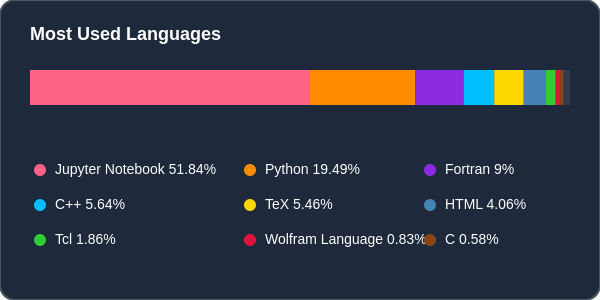 Most Used Languages
Jupyter Notebook 51.84% Python 19.49% Fortran 9%
C++ 5.64% TeX 5.46% HTML 4.06%
Tcl 1.86% Wolfram Language 0.83% C 0.58%